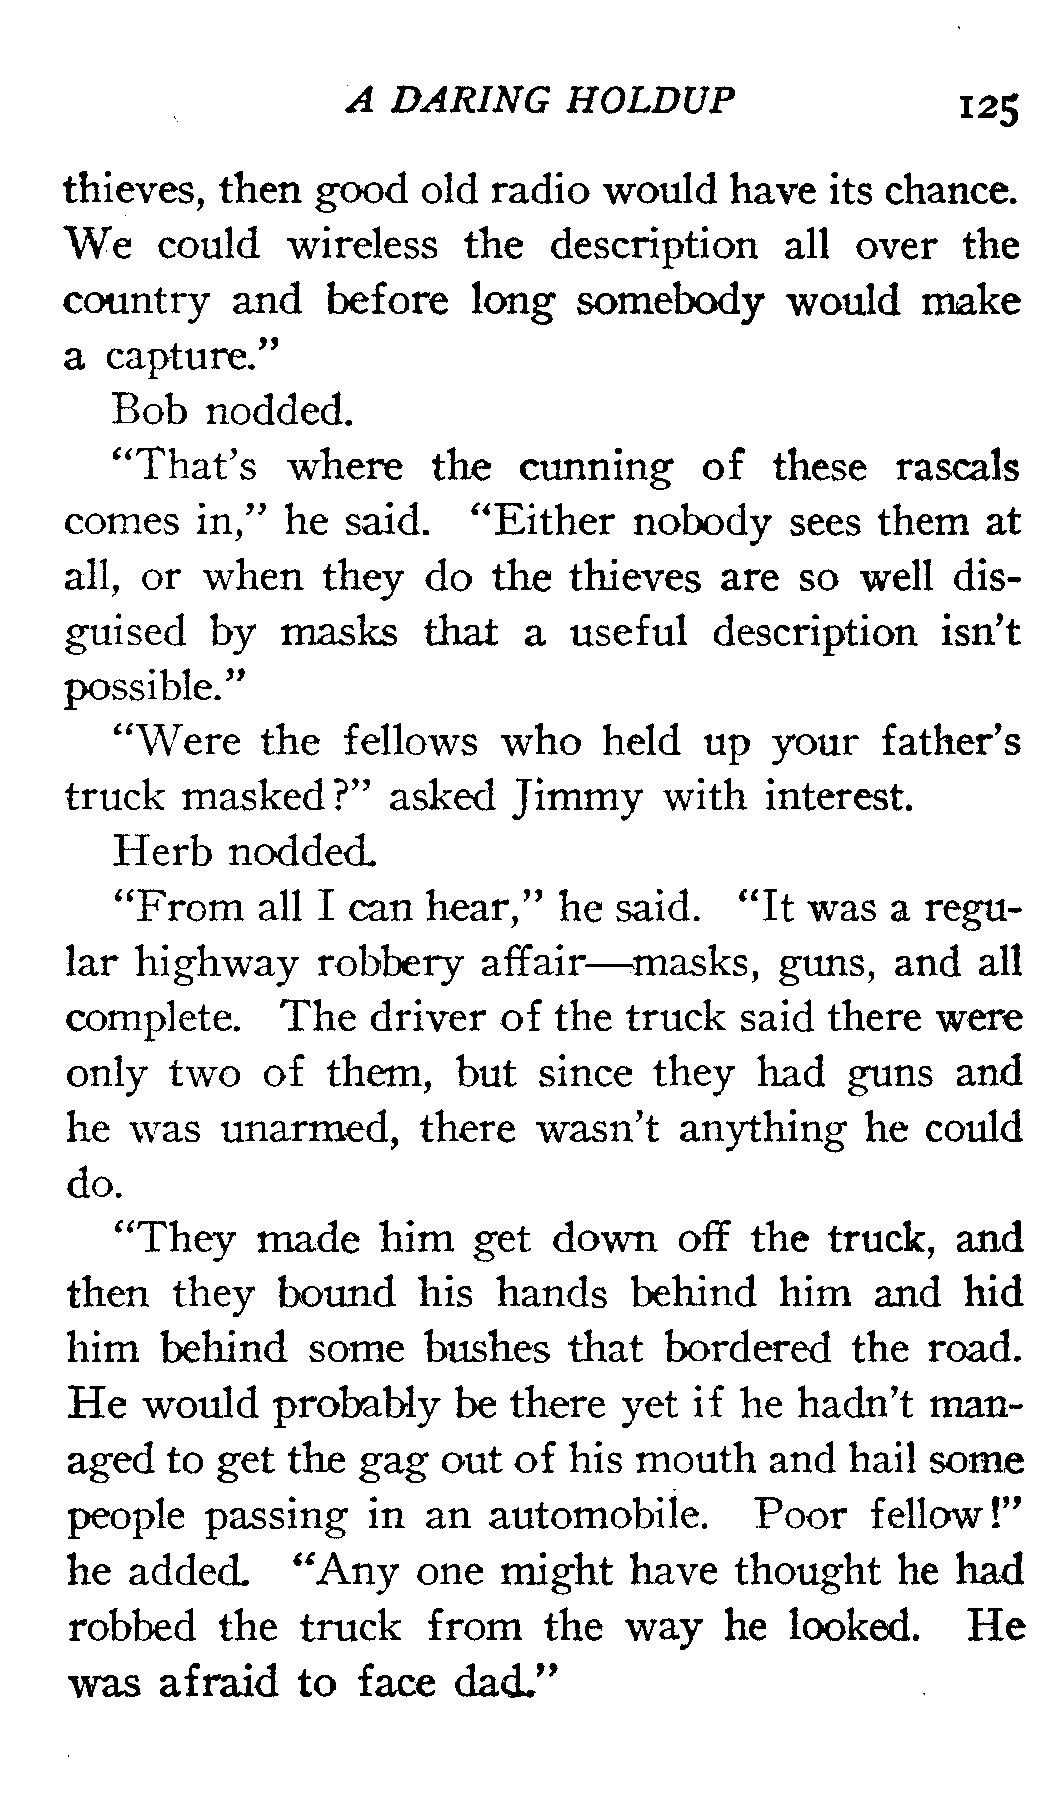 A DARING HOLDUP 125
thieves, then good old radio would have its chance.
We could wireless the description all over the
country and before long somebody would make
a capture.”
Bob nodded.
“That’s where the cunning of these rascals
comes in,” he said. “Either nobody sees them at
all, or when they do the thieves are so well dis-
guised by masks that a useful description isn’t
possible.”
“Were the fellows who held up your father’s
truck masked?” asked Jimmy with interest.
Herb nodded.
“From all I can hear,” he said. “It was a regu-
lar highway robbery affair—masks, guns, and all
complete. The driver of the truck said there were
only two of them, but since they had guns and
he was unarmed, there wasn’t anything he could
do.
“They made him get down off the truck, and
then they bound his hands behind him and hid
him behind some bushes that bordered the road.
He would probably be there yet if he hadn’t man-
aged to get the gag out of his mouth and hail some
people passing in an automobile. Poor fellow!”
he added. “Any one might have thought he had
robbed the truck from the way he looked. He
was afraid to face dad.”